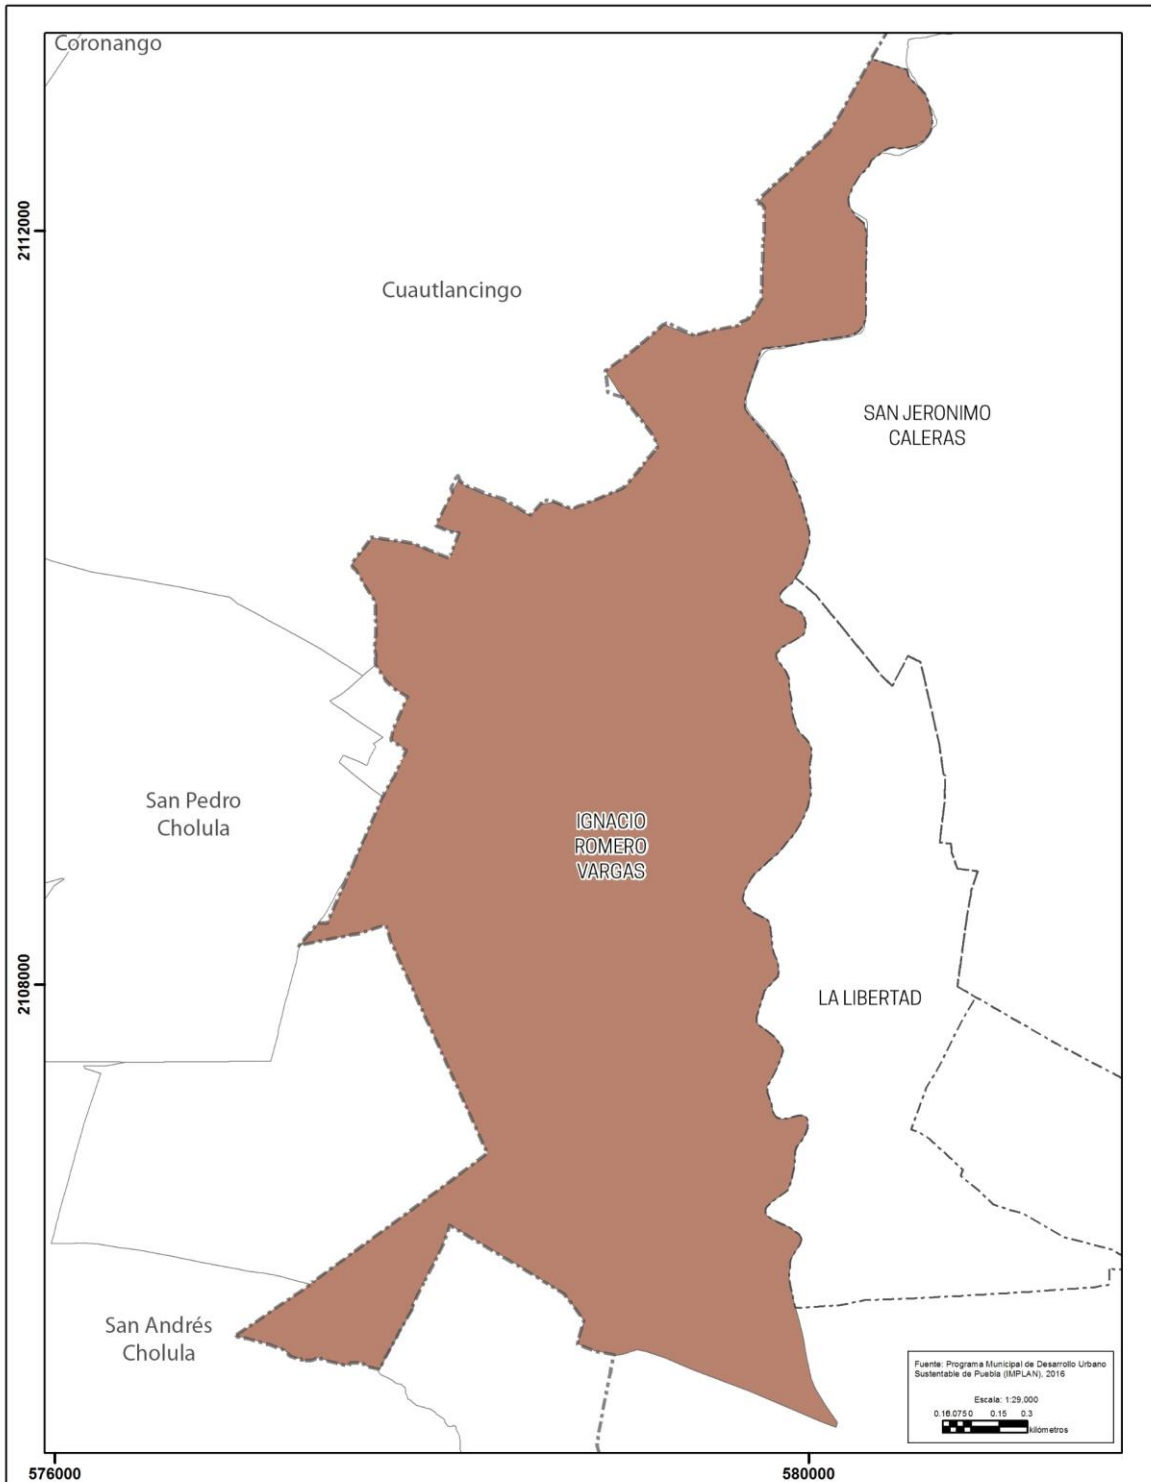 Coronango
2112000
Cuautlancingo
SAN JERONIMO
CALERAS
San Pedro
Cholula
IGNACIO
ROMERO
VARGAS
2108000
LA LIBERTAD
San Andrés
Cholula
Fuente: Programa Municipal de Desarrollo Urbano
Sustentable de Puebla (IMPLAN), 2016
Escala: 1:29,000
0.15 0.3
kilómetros
576000
580000